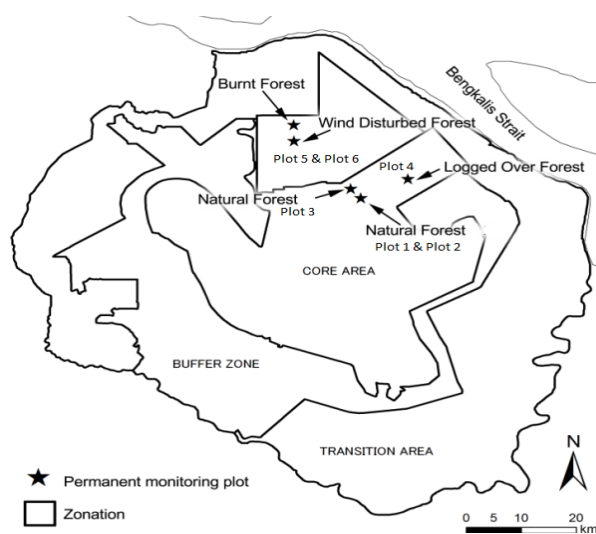 Burnt Forest
Bengkalis Strait
Wind Disturbed Forest
Plot 5 & Plot 6
Plot 4
Logged Over Forest
Natural Forest
Plot 3
Natural Forest
Plot 1 & Plot 2
CORE AREA
BUFFER ZONE
TRANSITION AREA
N
Permanent monitoring plot
Zonation
0 5 10 20
km